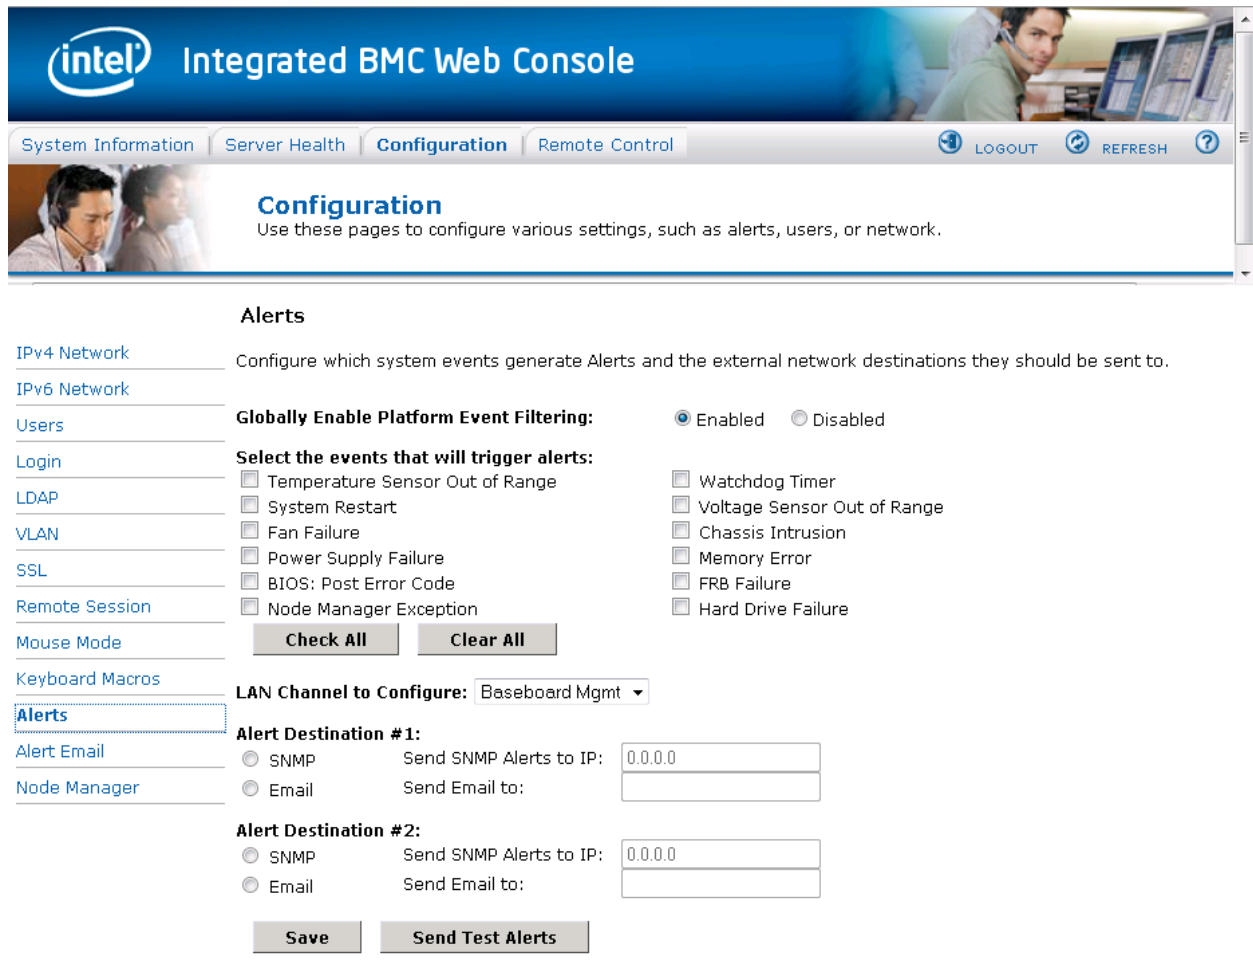 intel Integrated BMC Web Console
System Information Server Health Configuration Remote Control LOGOUT REFRESH ?
Configuration
Use these pages to configure various settings, such as alerts, users, or network.
Alerts
IPv4 Network
IPv6 Network
Users
Login
LDAP
VLAN
SSL
Remote Session
Mouse Mode
Keyboard Macros
Alerts
Alert Email
Node Manager
Configure which system events generate Alerts and the external network destinations they should be sent to.
Globally Enable Platform Event Filtering: Enabled Disabled
Select the events that will trigger alerts:
Temperature Sensor Out of Range Watchdog Timer
System Restart Voltage Sensor Out of Range
Fan Failure Chassis Intrusion
Power Supply Failure Memory Error
BIOS: Post Error Code FRB Failure
Node Manager Exception Hard Drive Failure
Check All Clear All
LAN Channel to Configure: Baseboard Mgmt
Alert Destination #1:
SNMP Send SNMP Alerts to IP: 0.0.0.0
Email Send Email to:
Alert Destination #2:
SNMP Send SNMP Alerts to IP: 0.0.0.0
Email Send Email to:
Save Send Test Alerts